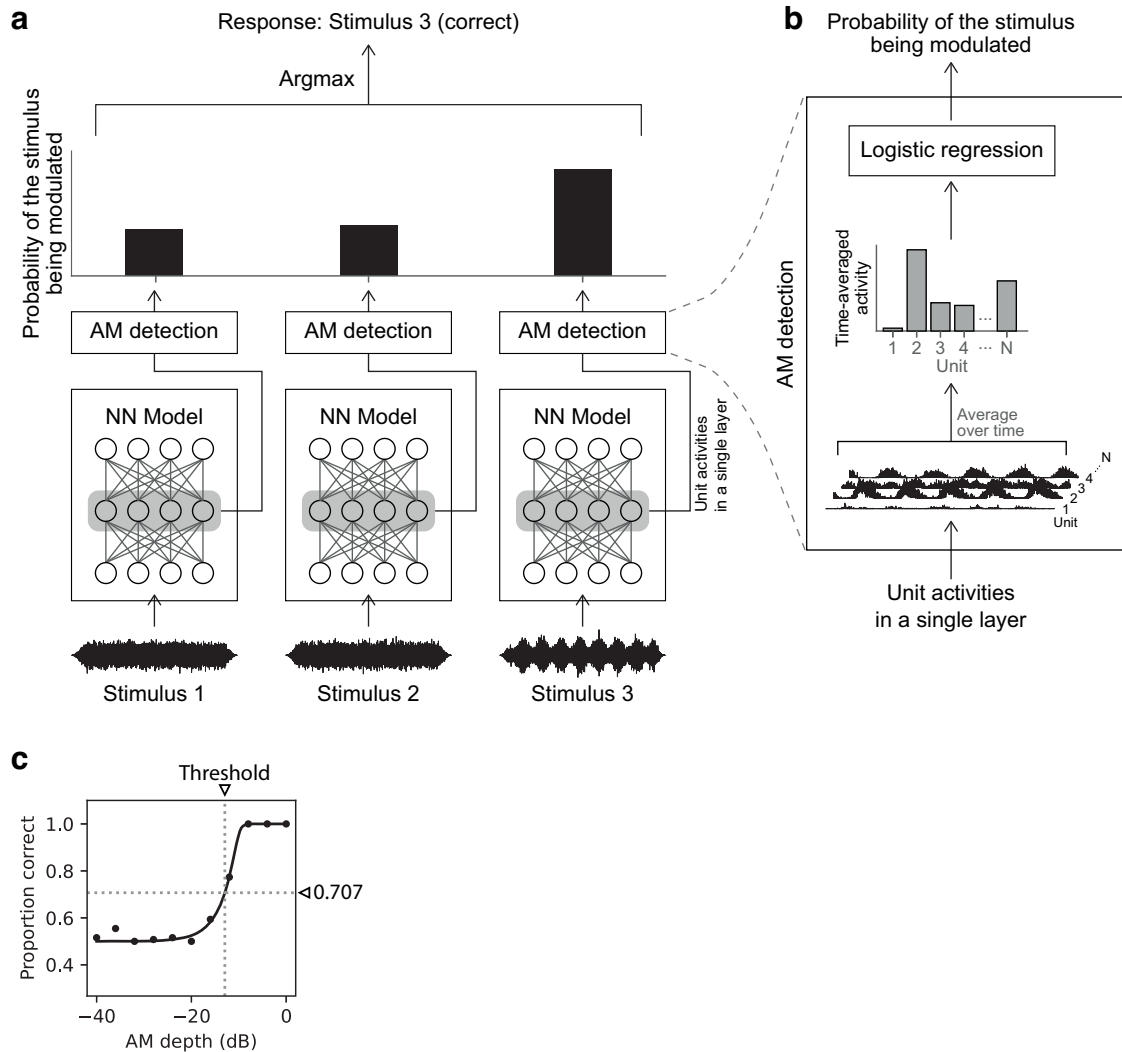 a
Response: Stimulus 3 (correct)
Argmax
Probability of the stimulus
being modulated
AM detection
AM detection
AM detection
NN Model
NN Model
NN Model
Unit activities
in a single layer
Stimulus 1
Stimulus 2
Stimulus 3
b
Probability of the stimulus
being modulated
AM detection
Logistic regression
Time-averaged
activity
...
1 2 3 4 ... N
Unit
Average
over time
1 2 3 4 ... N
Unit
Unit activities
in a single layer
c
Threshold
Proportion correct
1.0
0.8
0.6
0.4
0.707
−40 −20 0
AM depth (dB)